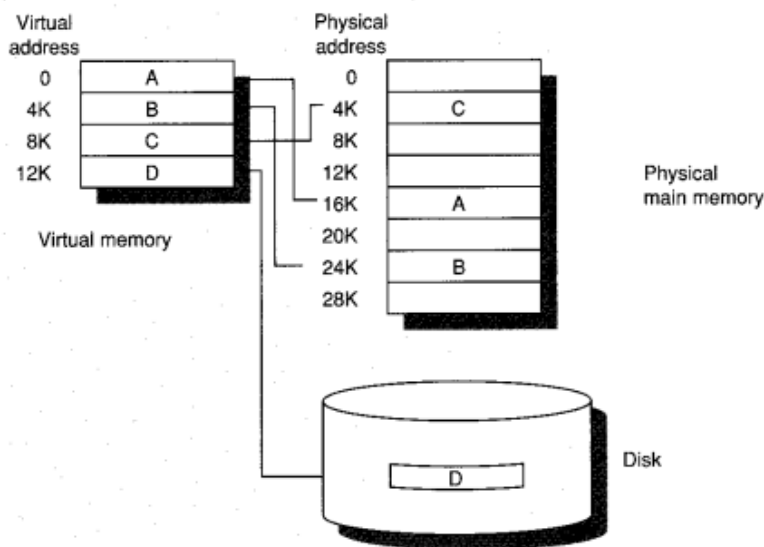 Virtual
address
0
A
4K
B
8K
C
12K
D
Virtual memory
Physical
address
0
4K
C
8K
12K
16K
A
20K
24K
B
28K
Physical
main memory
Disk
D